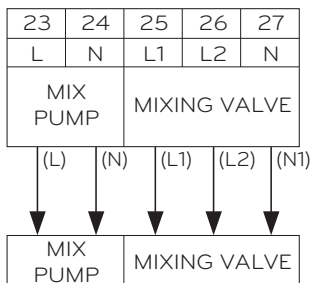 23 24 25 26 27
L N L1 L2 N
MIX PUMP MIXING VALVE
(L) (N) (L1) (L2) (N1)
MIX PUMP MIXING VALVE